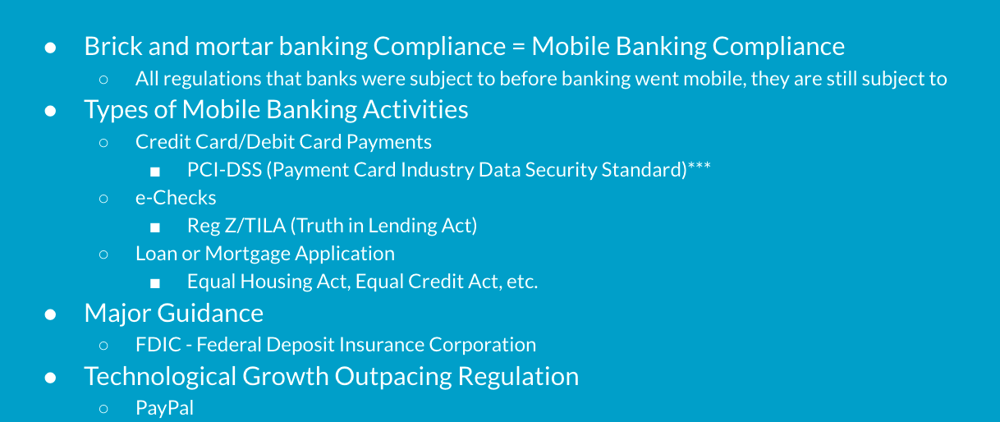 ● Brick and mortar banking Compliance = Mobile Banking Compliance
○ All regulations that banks were subject to before banking went mobile, they are still subject to
● Types of Mobile Banking Activities
○ Credit Card/Debit Card Payments
■ PCI-DSS (Payment Card Industry Data Security Standard)***
○ e-Checks
■ Reg Z/TILA (Truth in Lending Act)
○ Loan or Mortgage Application
■ Equal Housing Act, Equal Credit Act, etc.
● Major Guidance
○ FDIC - Federal Deposit Insurance Corporation
● Technological Growth Outpacing Regulation
○ PayPal